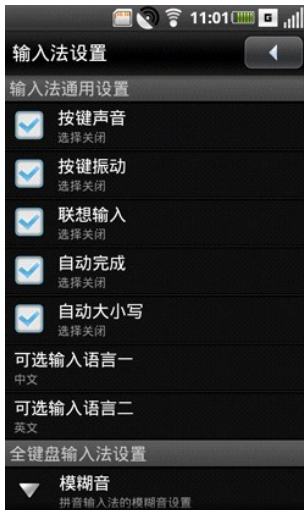 11:01 G
输入法设置
输入法通用设置
按键声音
选择关闭
按键振动
选择关闭
联想输入
选择关闭
自动完成
选择关闭
自动大小写
选择关闭
可选输入语言一
中文
可选输入语言二
英文
全键盘输入法设置
模糊音
拼音输入法的模糊音设置